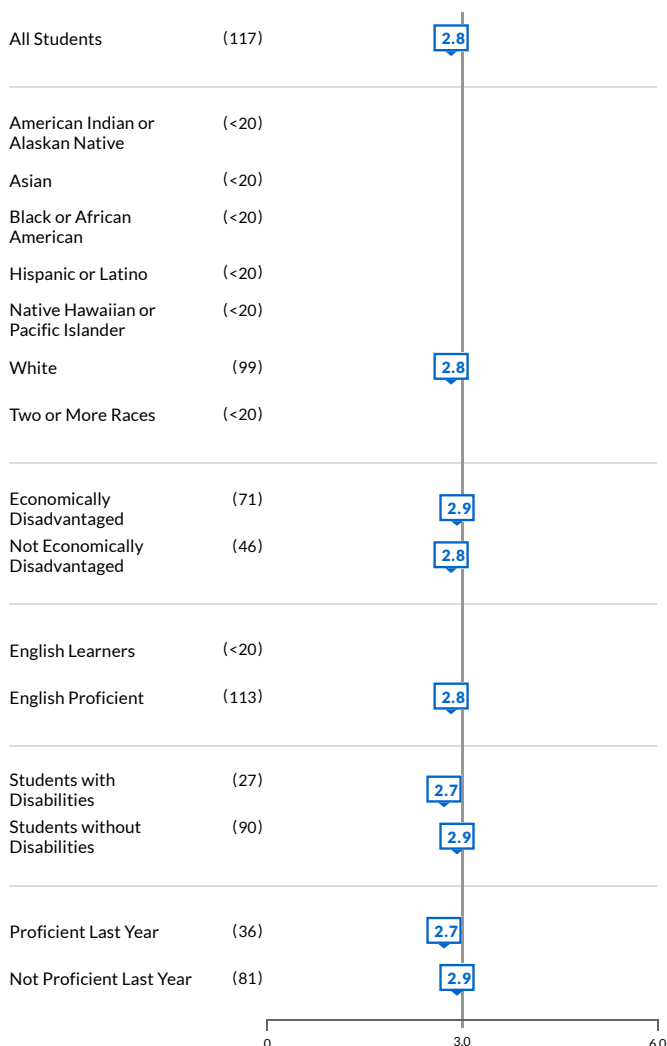 All Students (117) 2.8
American Indian or (<20)
Alaskan Native
Asian (<20)
Black or African (<20)
American
Hispanic or Latino (<20)
Native Hawaiian or (<20)
Pacific Islander
White (99) 2.8
Two or More Races (<20)
Economically (71) 2.9
Disadvantaged
Not Economically (46) 2.8
Disadvantaged
English Learners (<20)
English Proficient (113) 2.8
Students with (27) 2.7
Disabilities
Students without (90) 2.9
Disabilities
Proficient Last Year (36) 2.7
Not Proficient Last Year (81) 2.9
0 3.0 6.0